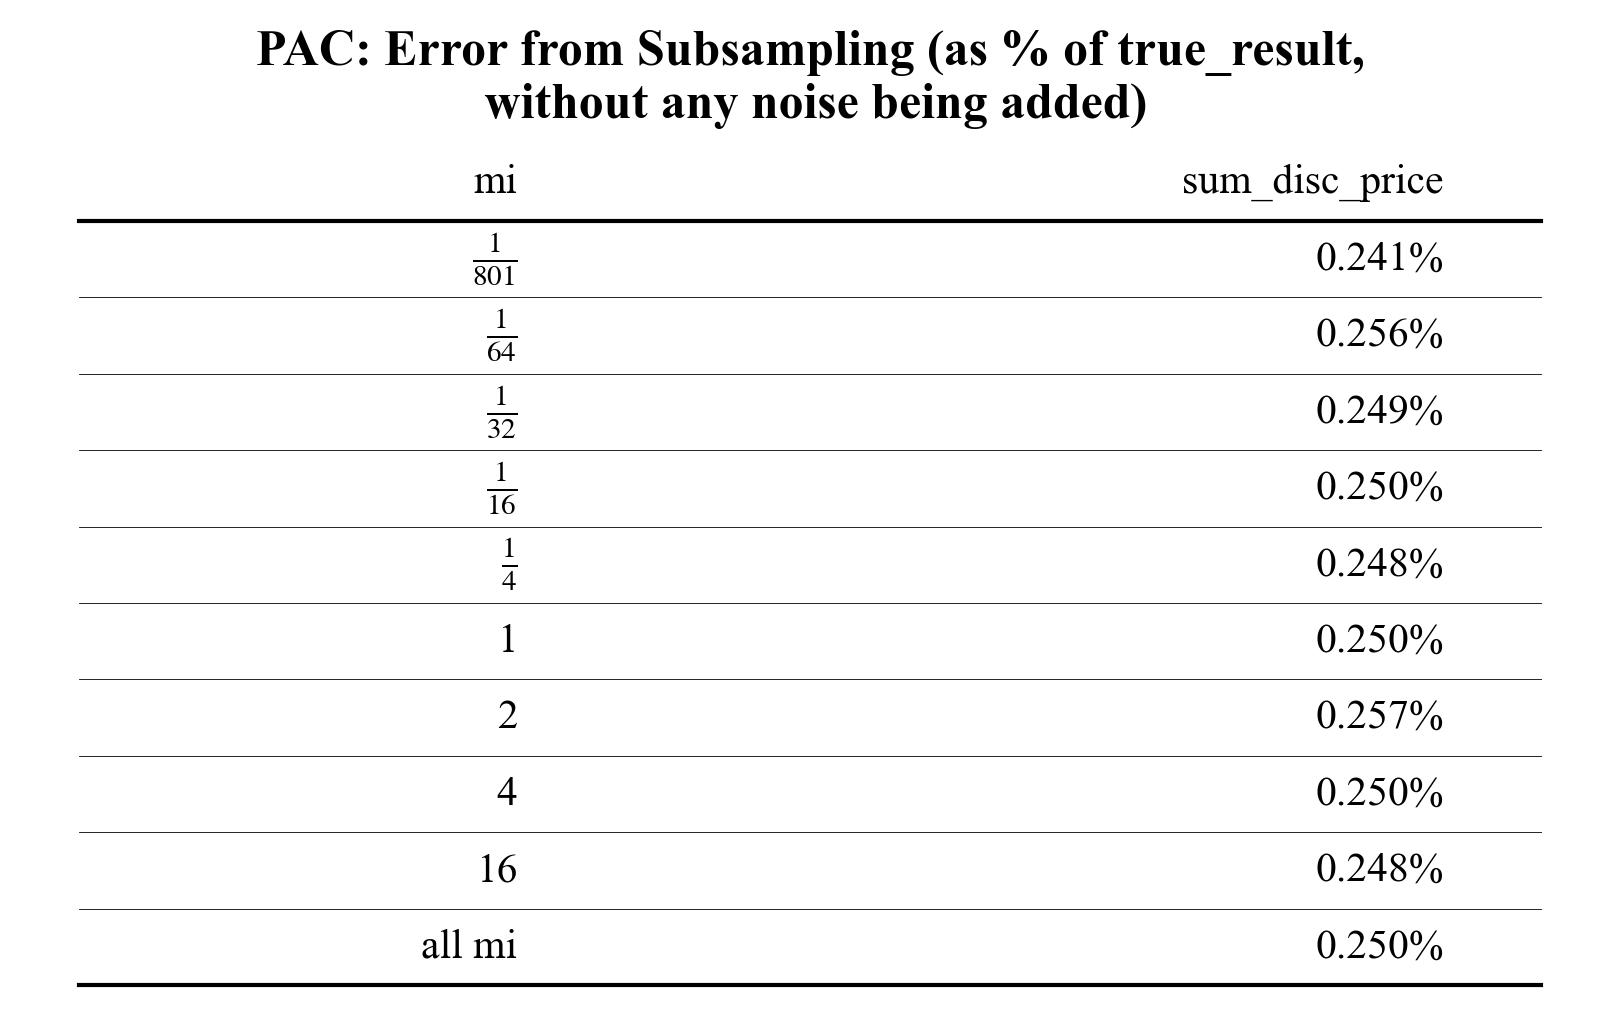 PAC: Error from Subsampling (as % of true_result,
without any noise being added)
mi sum_disc_price
1/801 0.241%
1/64 0.256%
1/32 0.249%
1/16 0.250%
1/4 0.248%
1 0.250%
2 0.257%
4 0.250%
16 0.248%
all mi 0.250%